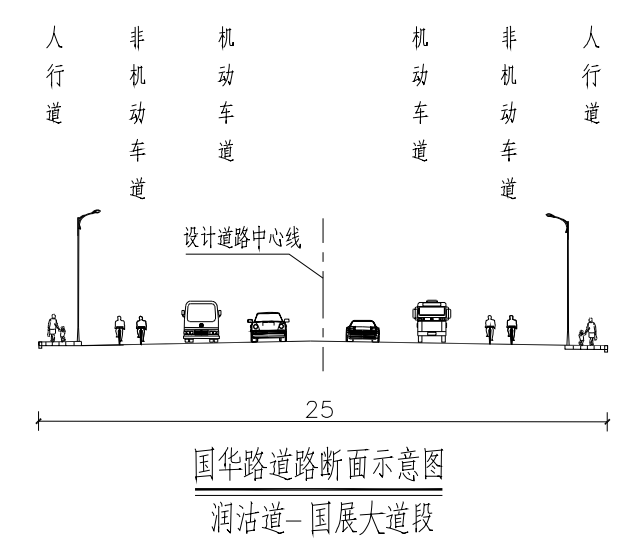 人行道
非机动车道
机动车道
机动车道
非机动车道
人行道
设计道路中心线
25
国华路道路断面示意图
润沽道-国展大道段